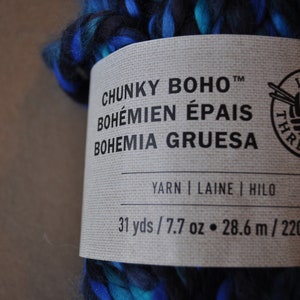 CHUNKY BOHO™
BOHÉMIEN ÉPAIS
BOHEMIA GRUESA
YARN | LAINE | HILO
31 yds / 7.7 oz • 28.6 m / 220